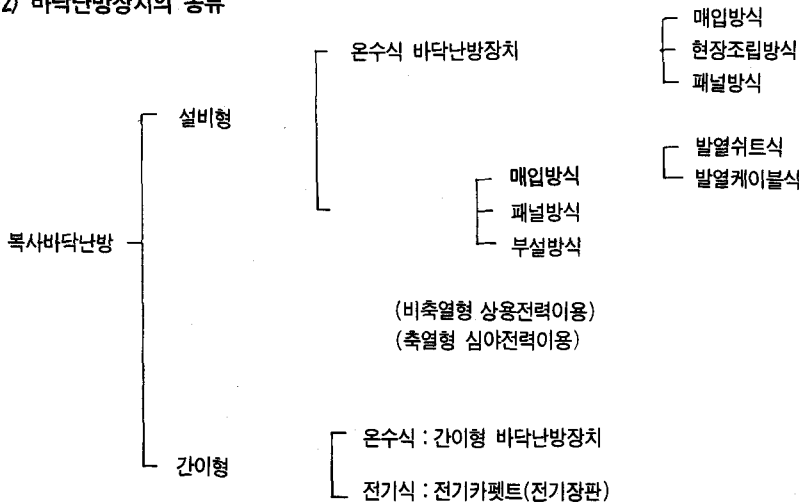 2) 바닥난방장치의 종류
복사바닥난방
설비형
온수식 바닥난방장치
매입방식
현장조립방식
패널방식
매입방식
발열쉬트식
발열케이블식
패널방식
부설방식
(비축열형 상용전력이용)
(축열형 심야전력이용)
간이형
온수식 : 간이형 바닥난방장치
전기식 : 전기카펫트(전기장판)